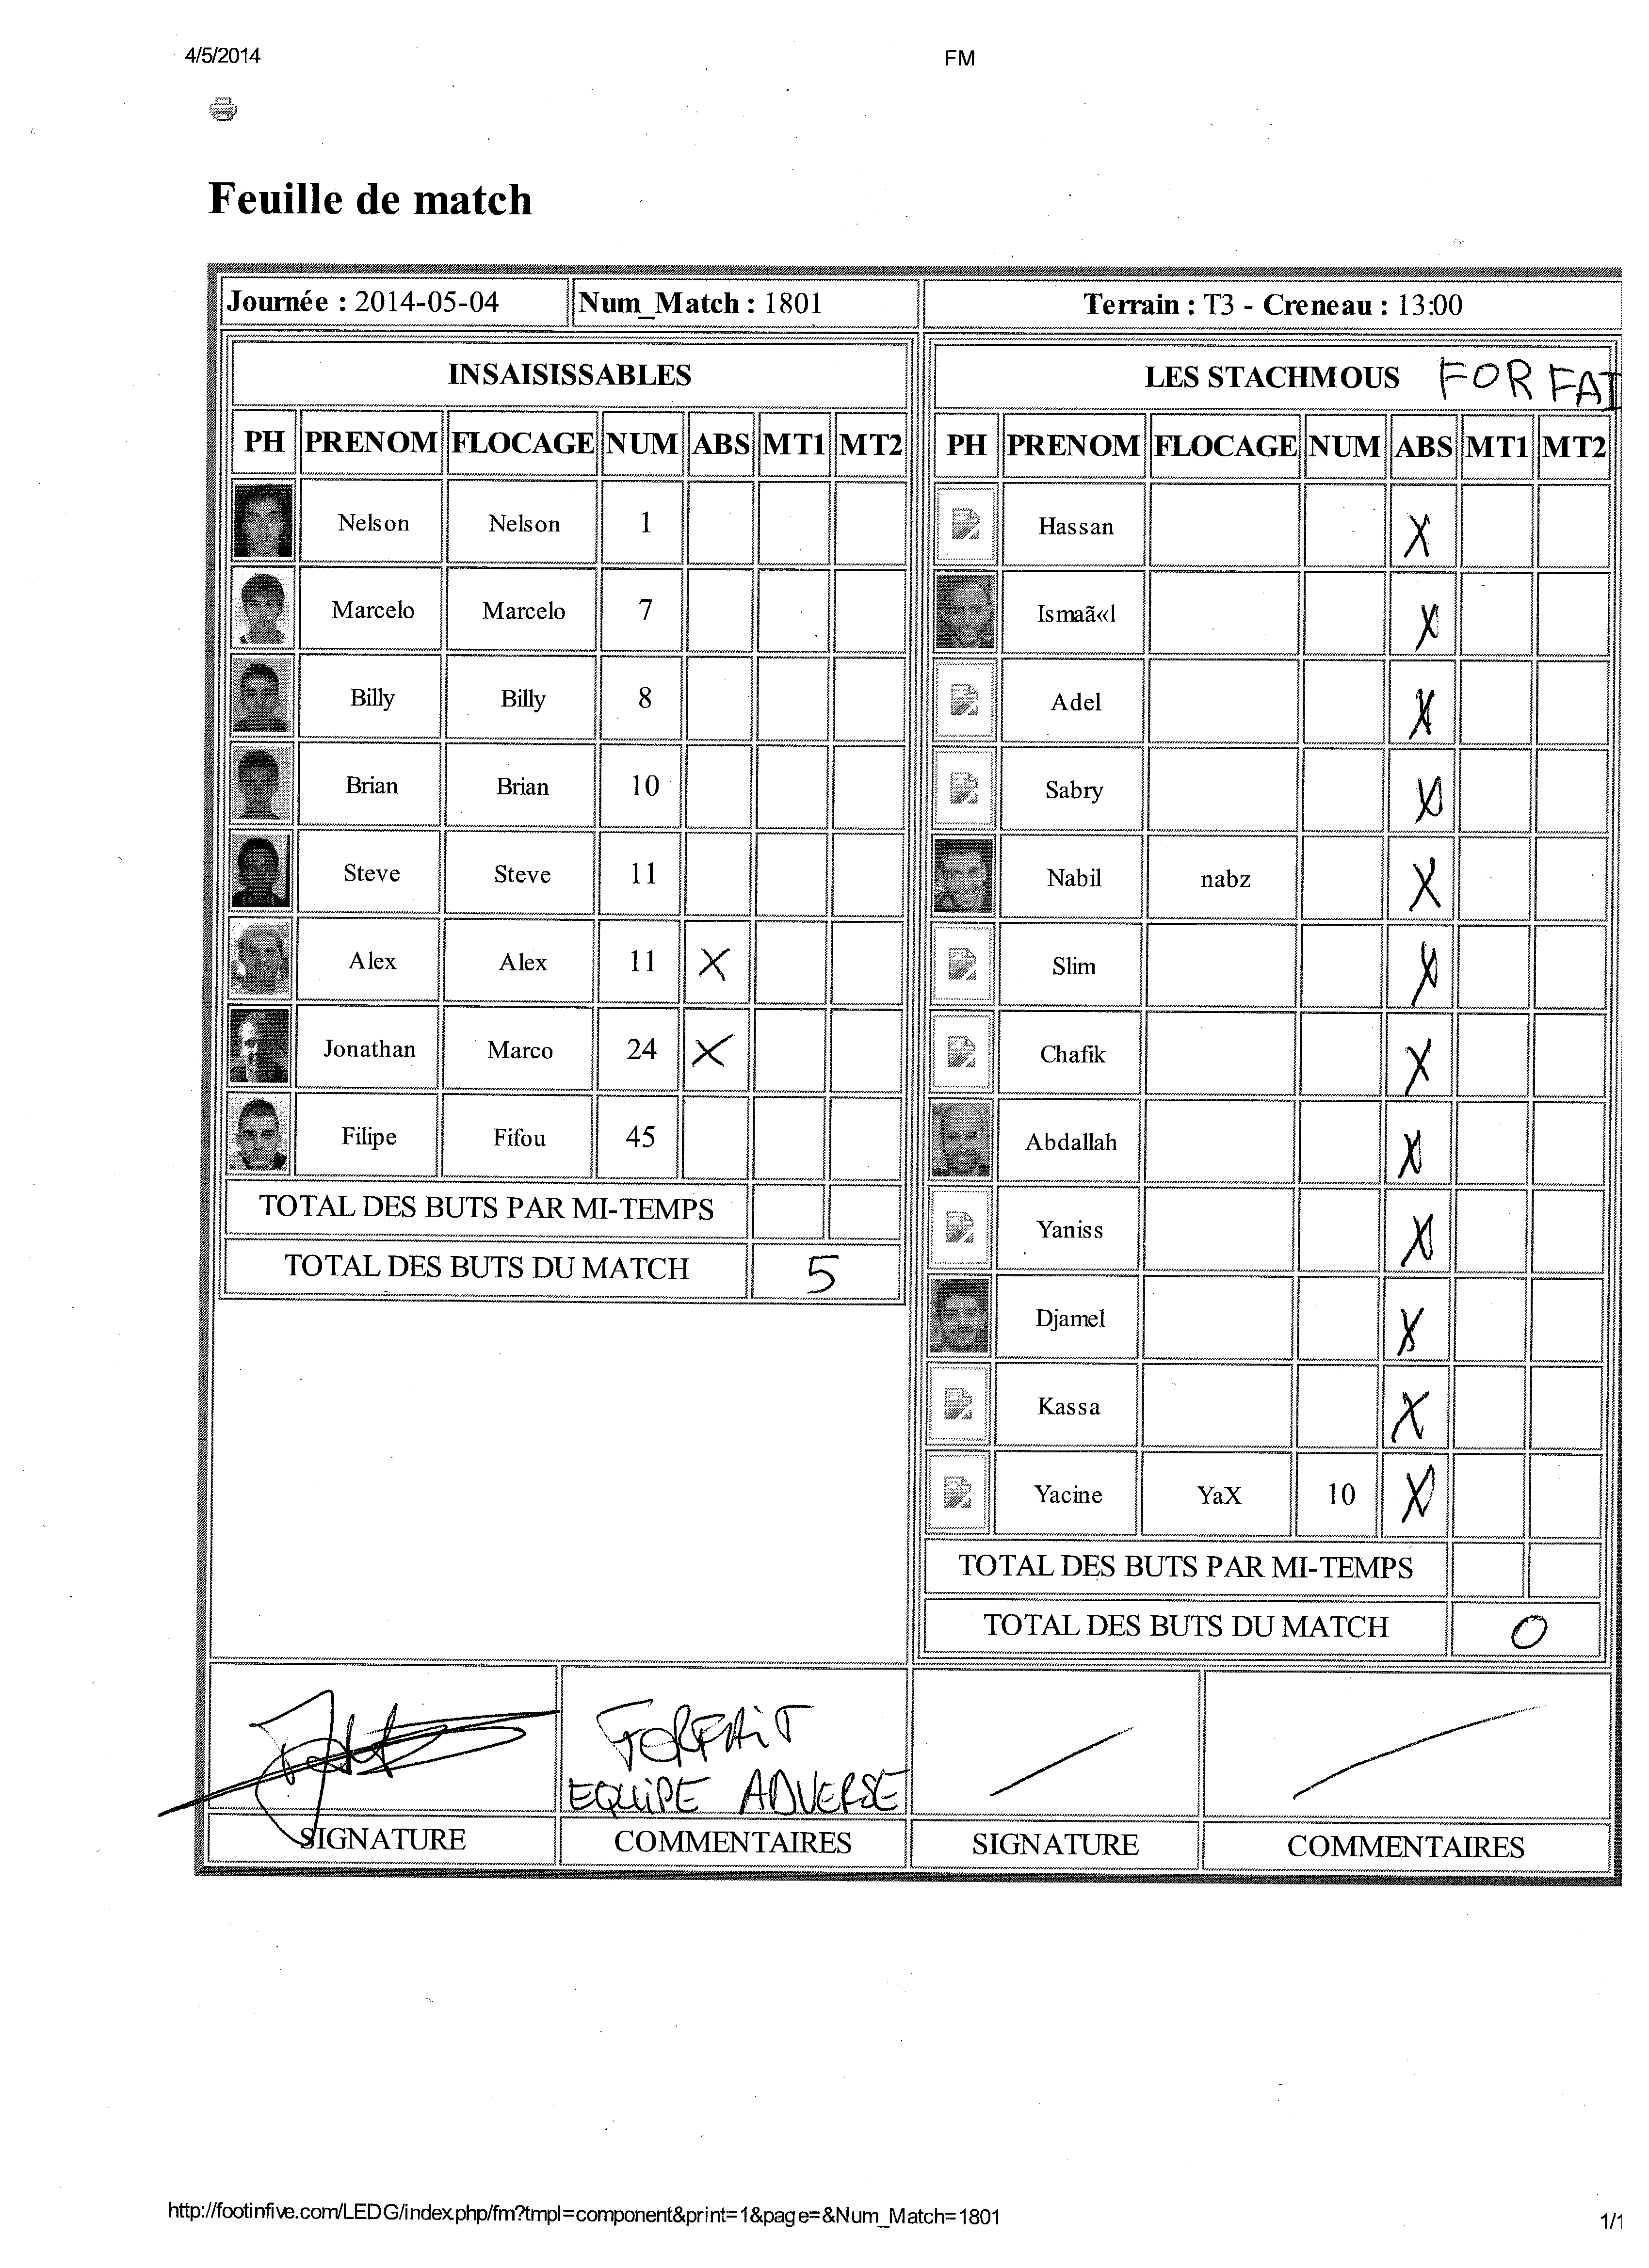 4/5/2014 FM
Feuille de match
Journée : 2014-05-04 Num_Match : 1801 Terrain : T3 - Creneau : 13:00
INSAISISSABLES
PH PRENOM FLOCAGE NUM ABS MT1 MT2
Nelson Nelson 1
Marcelo Marcelo 7
Billy Billy 8
Brian Brian 10
Steve Steve 11
Alex Alex 11 X
Jonathan Marco 24 X
Filipe Fifou 45
TOTAL DES BUTS PAR MI-TEMPS
TOTAL DES BUTS DU MATCH 5
LES STACHMOUS FORFAI
PH PRENOM FLOCAGE NUM ABS MT1 MT2
Hassan X
Ismaã«l X
Adel X
Sabry X
Nabil nabz X
Slim X
Chafik X
Abdallah X
Yaniss X
Djamel X
Kassa X
Yacine YaX 10 X
TOTAL DES BUTS PAR MI-TEMPS
TOTAL DES BUTS DU MATCH 0
FORFAiT
EQUiPE ADVERSE
SIGNATURE COMMENTAIRES SIGNATURE COMMENTAIRES
http://footinfive.com/LEDG/index.php/fm?tmpl=component&print=1&page=&Num_Match=1801 1/1